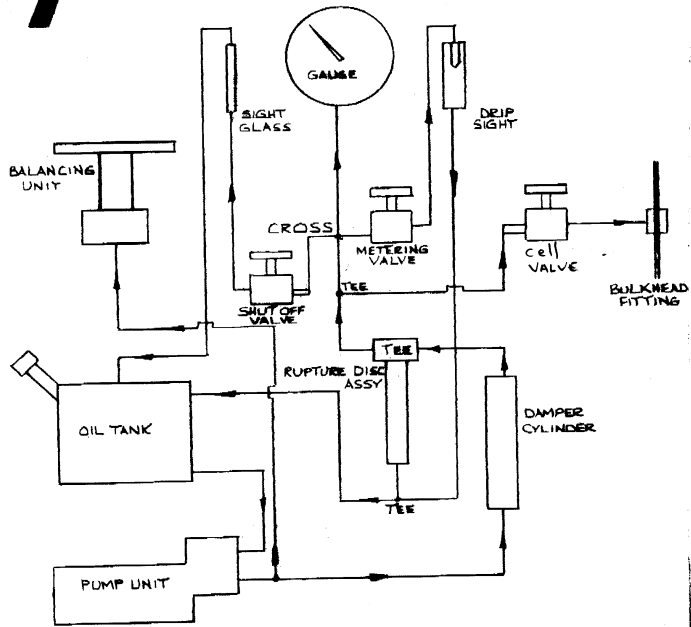 GAUGE
SIGHT
GLASS
DRIP
SIGHT
BALANCING
UNIT
CROSS
METERING
VALVE
Cell
VALVE
BULKHEAD
FITTING
TEE
SHUT OFF
VALVE
TEE
RUPTURE DISC
ASSY
OIL TANK
DAMPER
CYLINDER
TEE
PUMP UNIT